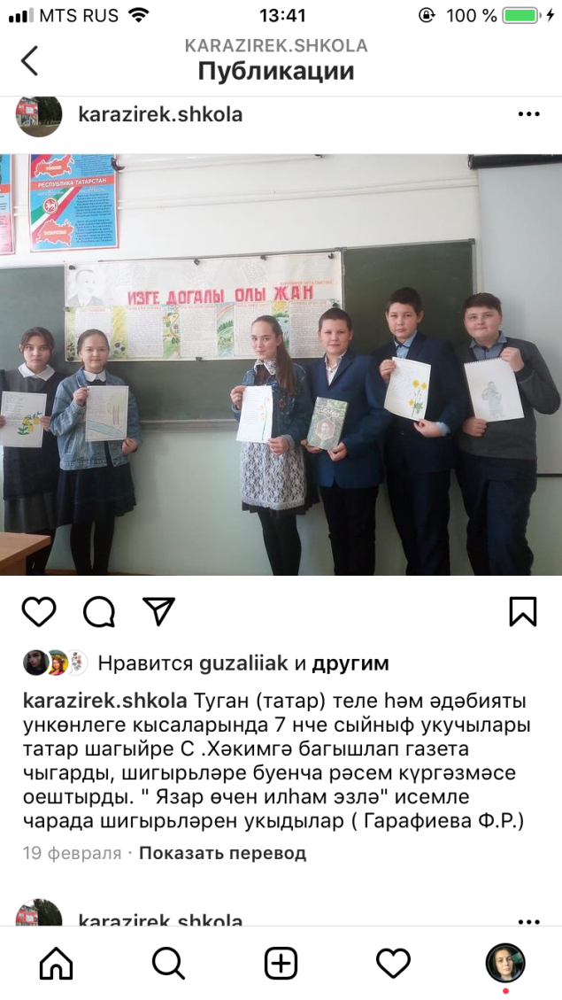 MTS RUS
13:41
100 %
KARAZIREK.SHKOLA
Публикации
karazirek.shkola
РЕСПУБЛИКА ТАТАРСТАН
ИЗГЕ ДОГАЛЫ ОЛЫ ҖАН
Нравится guzaliiak и другим
karazirek.shkola Туган (татар) теле һәм әдәбияты
ункөнлеге кысаларында 7 нче сыйныф укучылары
татар шагыйре С .Хәкимгә багышлап газета
чыгарды, шигырьләре буенча рәсем күргәзмәсе
оештырды. " Язар өчен илһам эзлә" исемле
чарада шигырьләрен укыдылар ( Гарафиева Ф.Р.)
19 февраля · Показать перевод
karazirek.shkola